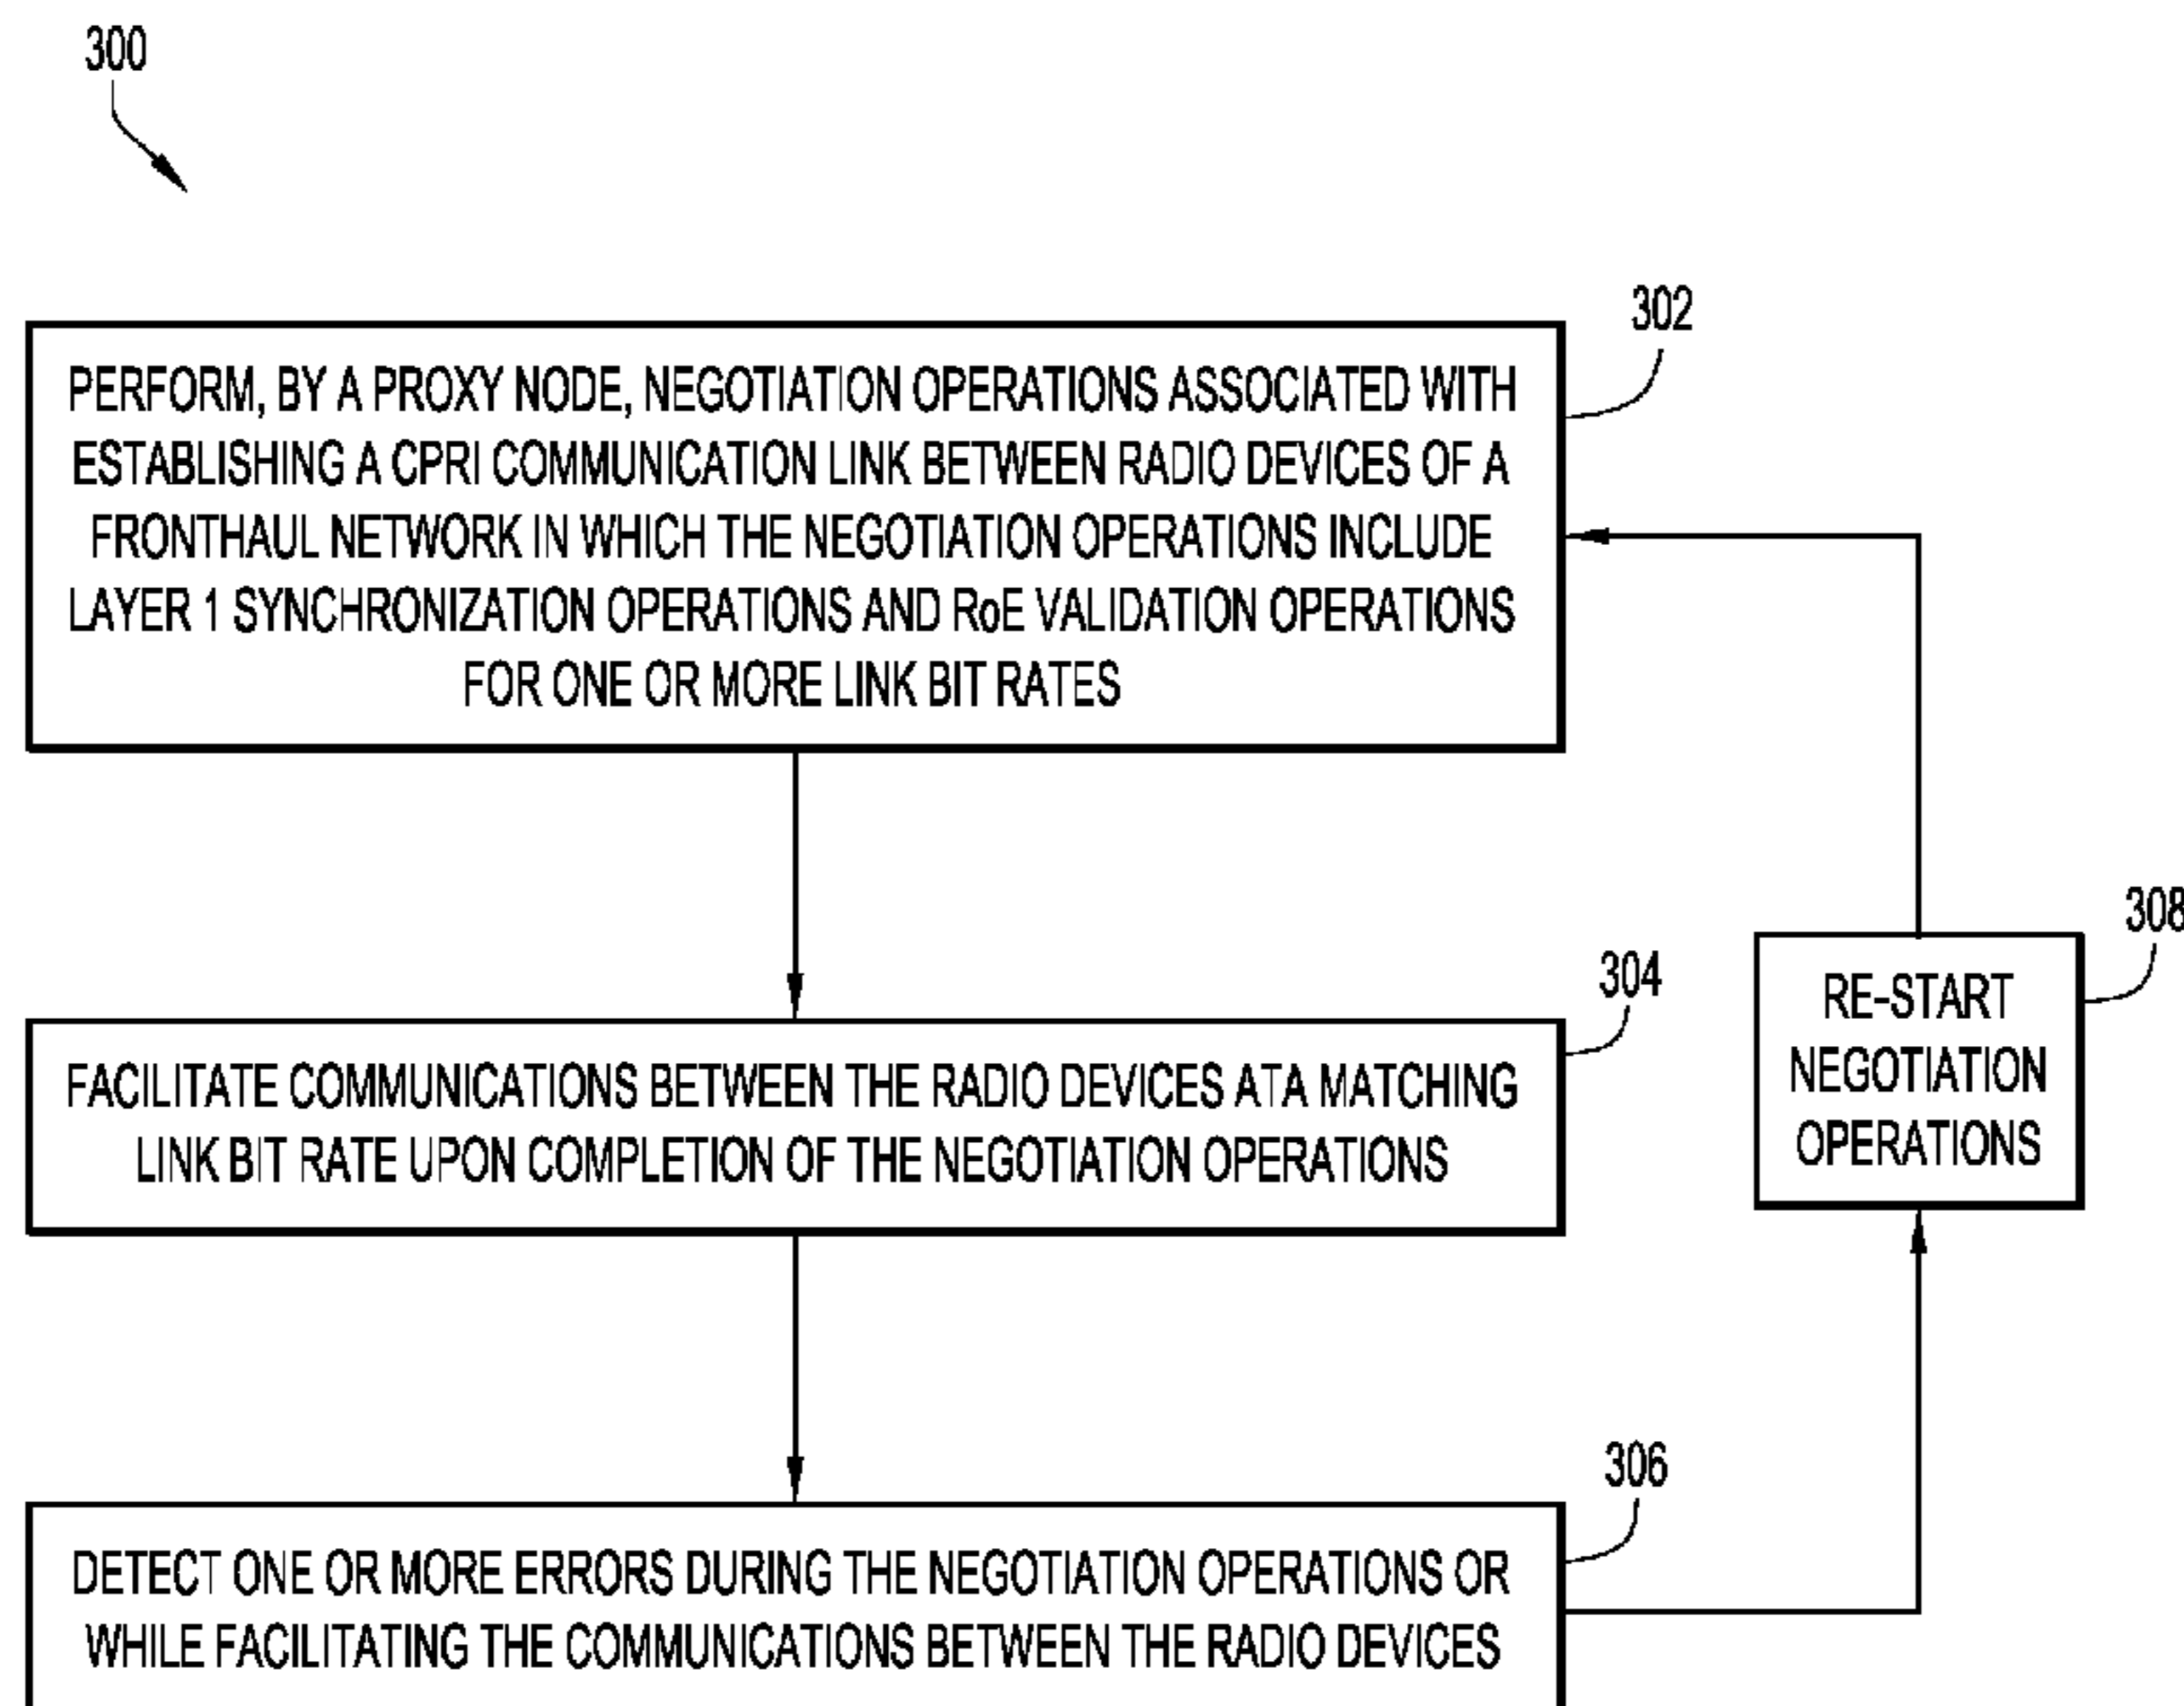 300
302
PERFORM, BY A PROXY NODE, NEGOTIATION OPERATIONS ASSOCIATED WITH
ESTABLISHING A CPRI COMMUNICATION LINK BETWEEN RADIO DEVICES OF A
FRONTHAUL NETWORK IN WHICH THE NEGOTIATION OPERATIONS INCLUDE
LAYER 1 SYNCHRONIZATION OPERATIONS AND RoE VALIDATION OPERATIONS
FOR ONE OR MORE LINK BIT RATES
308
RE-START
NEGOTIATION
OPERATIONS
304
FACILITATE COMMUNICATIONS BETWEEN THE RADIO DEVICES ATA MATCHING
LINK BIT RATE UPON COMPLETION OF THE NEGOTIATION OPERATIONS
306
DETECT ONE OR MORE ERRORS DURING THE NEGOTIATION OPERATIONS OR
WHILE FACILITATING THE COMMUNICATIONS BETWEEN THE RADIO DEVICES